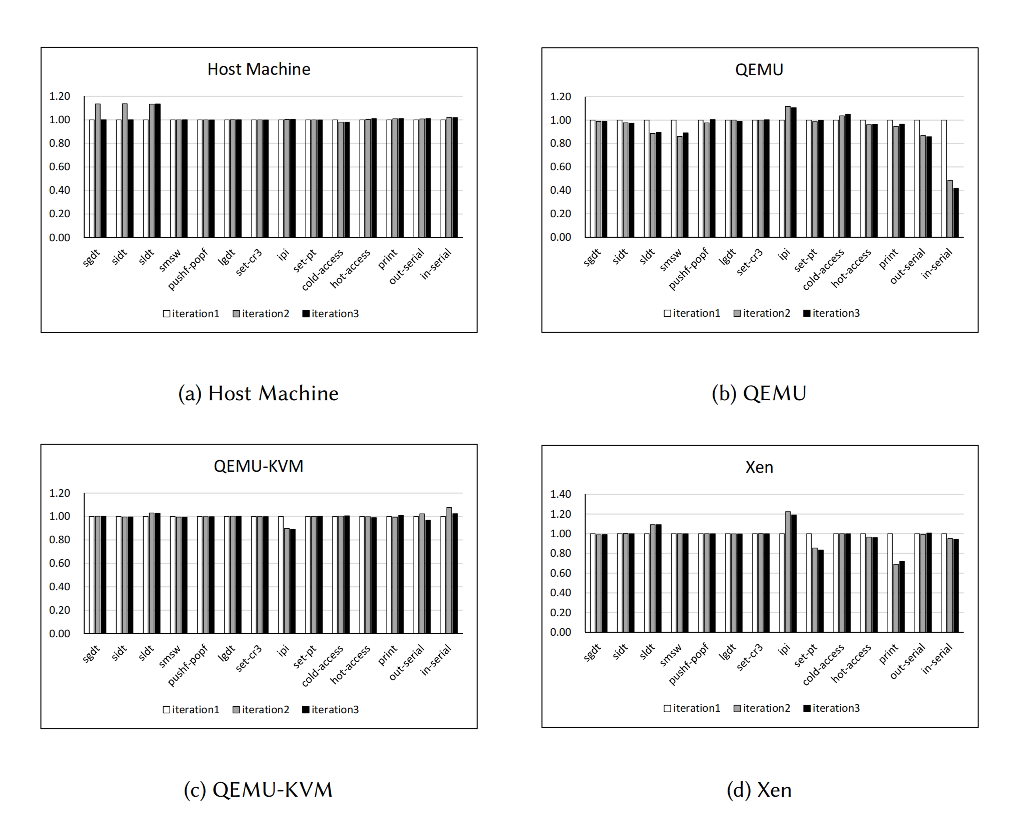 Host Machine
1.20
1.00
0.80
0.60
0.40
0.20
0.00
sgdt sidt sldt smsw pushf-popf lgdt set-cr3 ipi set-pt cold-access hot-access print out-serial in-serial
iteration1 iteration2 iteration3
(a) Host Machine
QEMU
1.20
1.00
0.80
0.60
0.40
0.20
0.00
sgdt sidt sldt smsw pushf-popf lgdt set-cr3 ipi set-pt cold-access hot-access print out-serial in-serial
iteration1 iteration2 iteration3
(b) QEMU
QEMU-KVM
1.20
1.00
0.80
0.60
0.40
0.20
0.00
sgdt sidt sldt smsw pushf-popf lgdt set-cr3 ipi set-pt cold-access hot-access print out-serial in-serial
iteration1 iteration2 iteration3
(c) QEMU-KVM
Xen
1.40
1.20
1.00
0.80
0.60
0.40
0.20
0.00
sgdt sidt sldt smsw pushf-popf lgdt set-cr3 ipi set-pt cold-access hot-access print out-serial in-serial
iteration1 iteration2 iteration3
(d) Xen